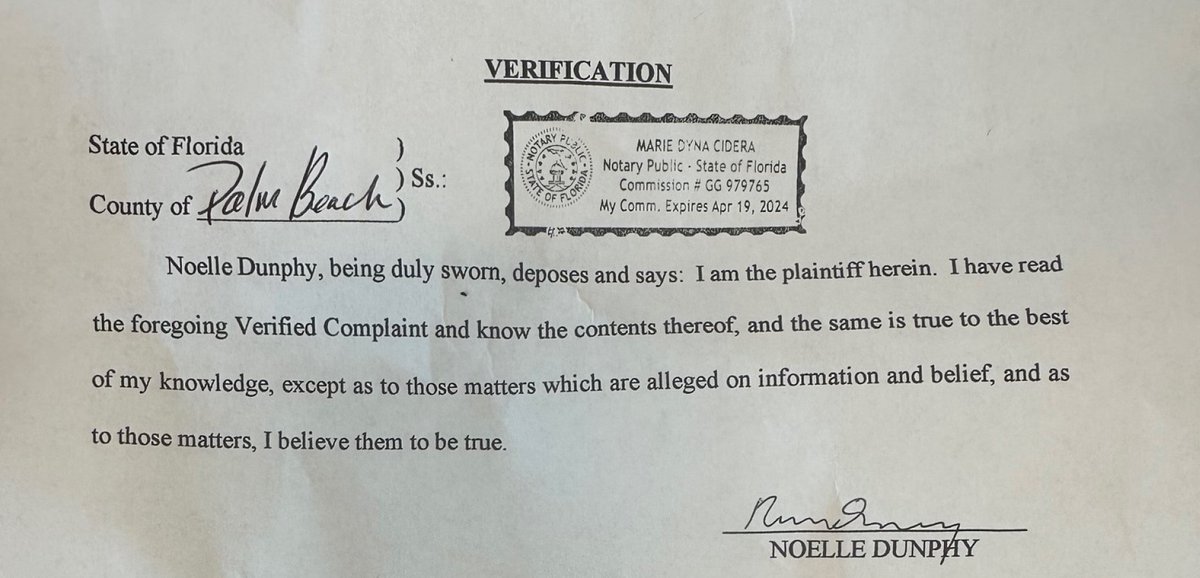 VERIFICATION
State of Florida )
County of Palm Beach ) Ss.:
)
NOTARY PUBLIC
STATE OF FLORIDA
MARIE DYNA CIDERA
Notary Public - State of Florida
Commission # GG 979765
My Comm. Expires Apr 19, 2024
Noelle Dunphy, being duly sworn, deposes and says: I am the plaintiff herein. I have read
the foregoing Verified Complaint and know the contents thereof, and the same is true to the best
of my knowledge, except as to those matters which are alleged on information and belief, and as
to those matters, I believe them to be true.
NOELLE DUNPHY